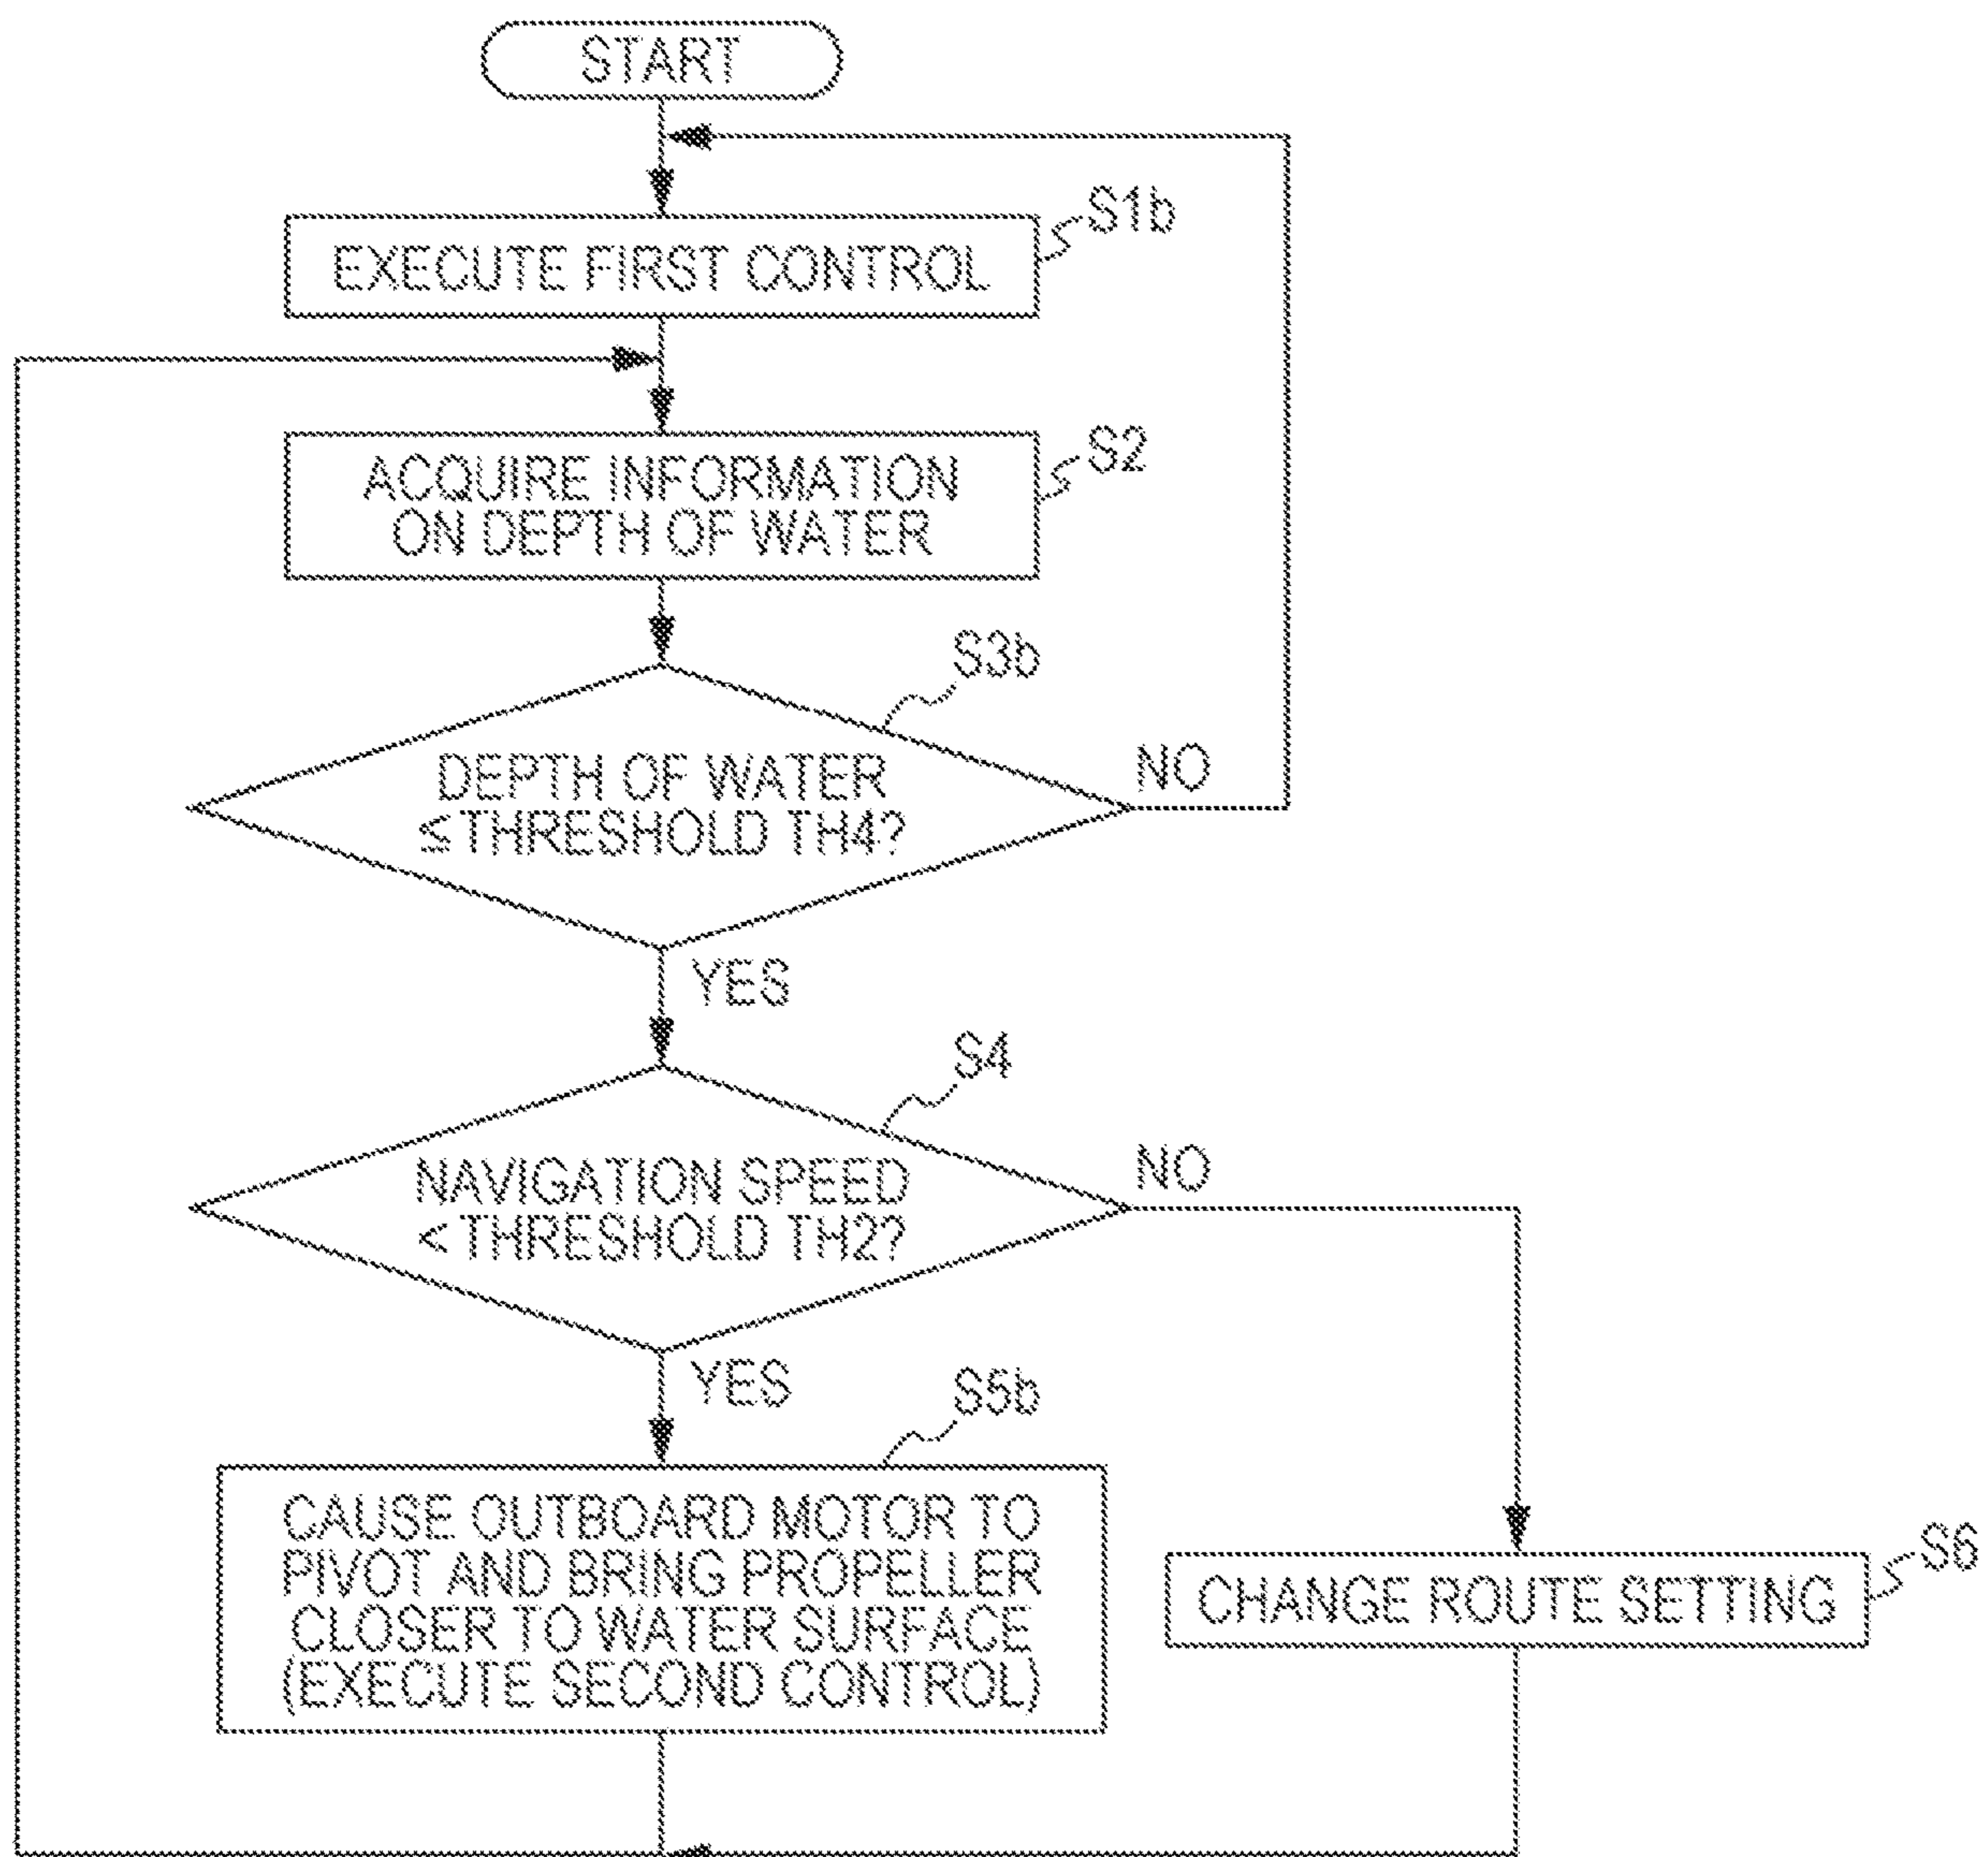 START
S1b
EXECUTE FIRST CONTROL
S2
ACQUIRE INFORMATION
ON DEPTH OF WATER
S3b
DEPTH OF WATER
≤ THRESHOLD TH4?
NO
YES
S4
NAVIGATION SPEED
< THRESHOLD TH2?
NO
YES
S5b
CAUSE OUTBOARD MOTOR TO
PIVOT AND BRING PROPELLER
CLOSER TO WATER SURFACE
(EXECUTE SECOND CONTROL)
S6
CHANGE ROUTE SETTING